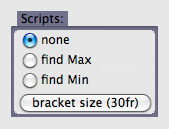 Scripts:
none
find Max
find Min
bracket size (30fr)